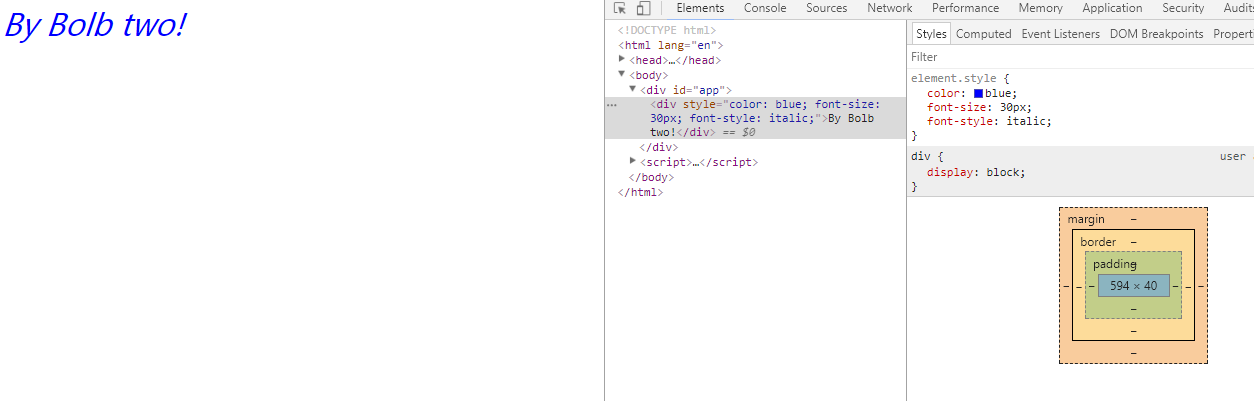 By Bolb two!
Elements Console Sources Network Performance Memory Application Security Audits
<!DOCTYPE html>
<html lang="en">
<head>…</head>
<body>
<div id="app">
<div style="color: blue; font-size:
30px; font-style: italic;">By Bolb
two!</div> == $0
</div>
<script>…</script>
</body>
</html>
Styles Computed Event Listeners DOM Breakpoints Properti
Filter
element.style {
color: blue;
font-size: 30px;
font-style: italic;
}
div { user
display: block;
}
margin –
border –
padding –
– – – 594 × 40 – – –
–
–
–